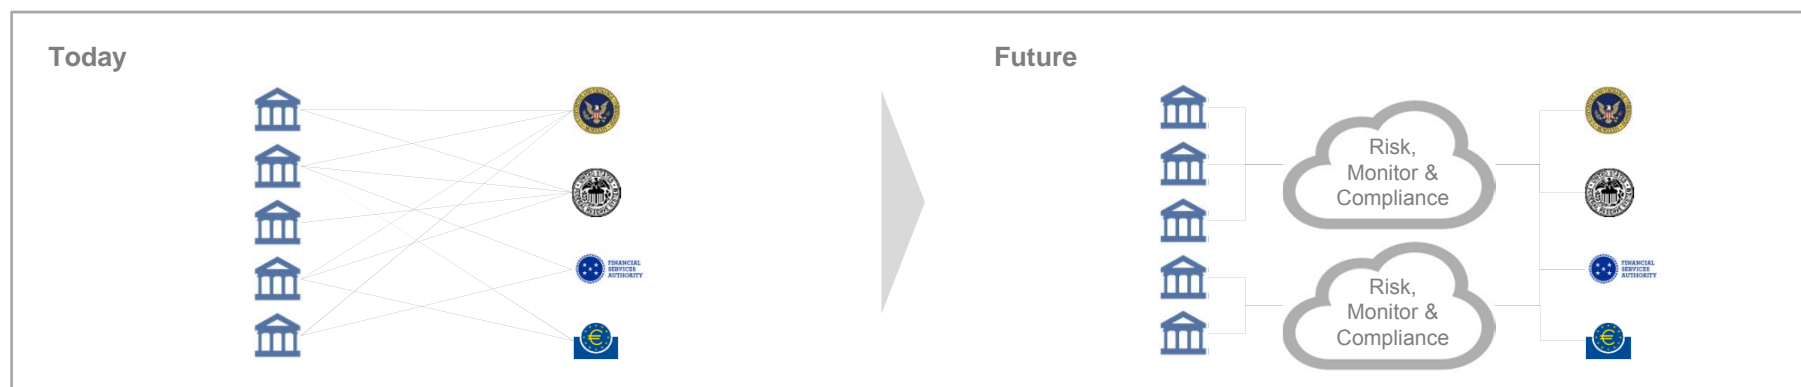 Today
Future
FINANCIAL
SERVICES
AUTHORITY
Risk,
Monitor &
Compliance
Risk,
Monitor &
Compliance
FINANCIAL
SERVICES
AUTHORITY